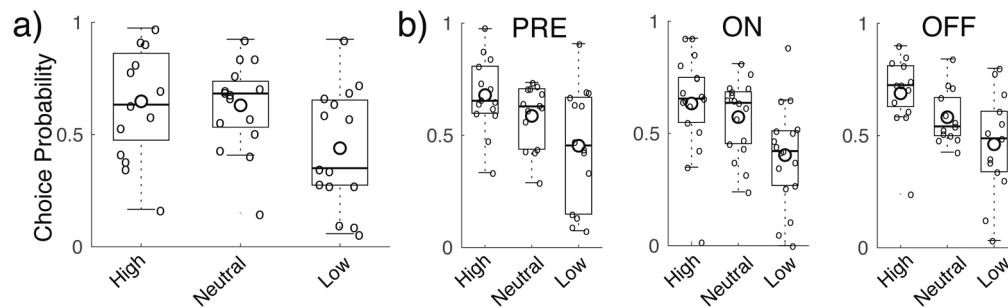 a)
Choice Probability
1
0.5
0
High
Neutral
Low
b)
PRE
1
0.5
0
High
Neutral
Low
ON
1
0.5
0
High
Neutral
Low
OFF
1
0.5
0
High
Neutral
Low